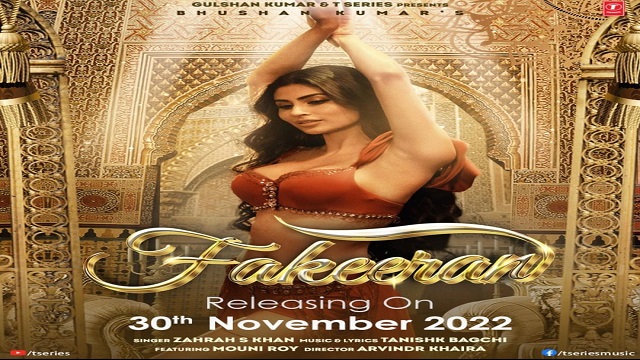 GULSHAN KUMAR & T SERIES PRESENTS
T SERIES
BHUSHAN KUMAR'S
Fakeeran
Releasing On
30th November 2022
SINGER ZAHRAH S KHAN MUSIC & LYRICS TANISHK BAGCHI
FEATURING MOUNI ROY DIRECTOR ARVINDR KHAIRA
/tseries
/tseriesmusic